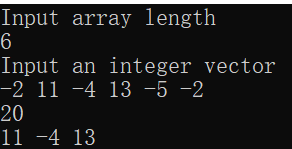 Input array length
6
Input an integer vector
-2 11 -4 13 -5 -2
20
11 -4 13